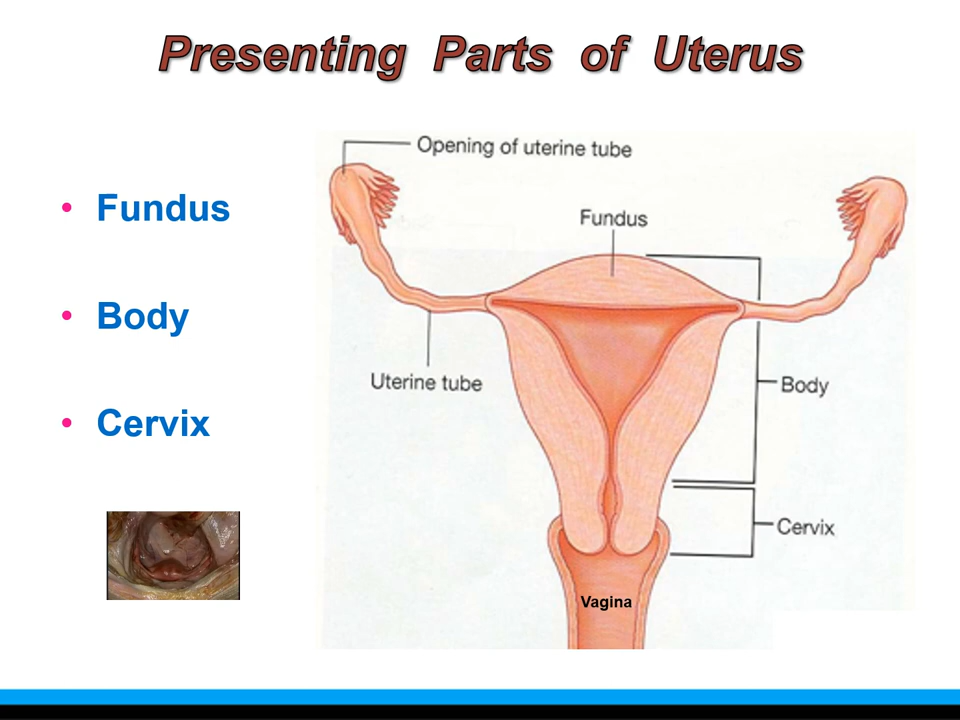 Presenting Parts of Uterus
• Fundus
• Body
• Cervix
Opening of uterine tube
Fundus
Uterine tube
Body
Cervix
Vagina